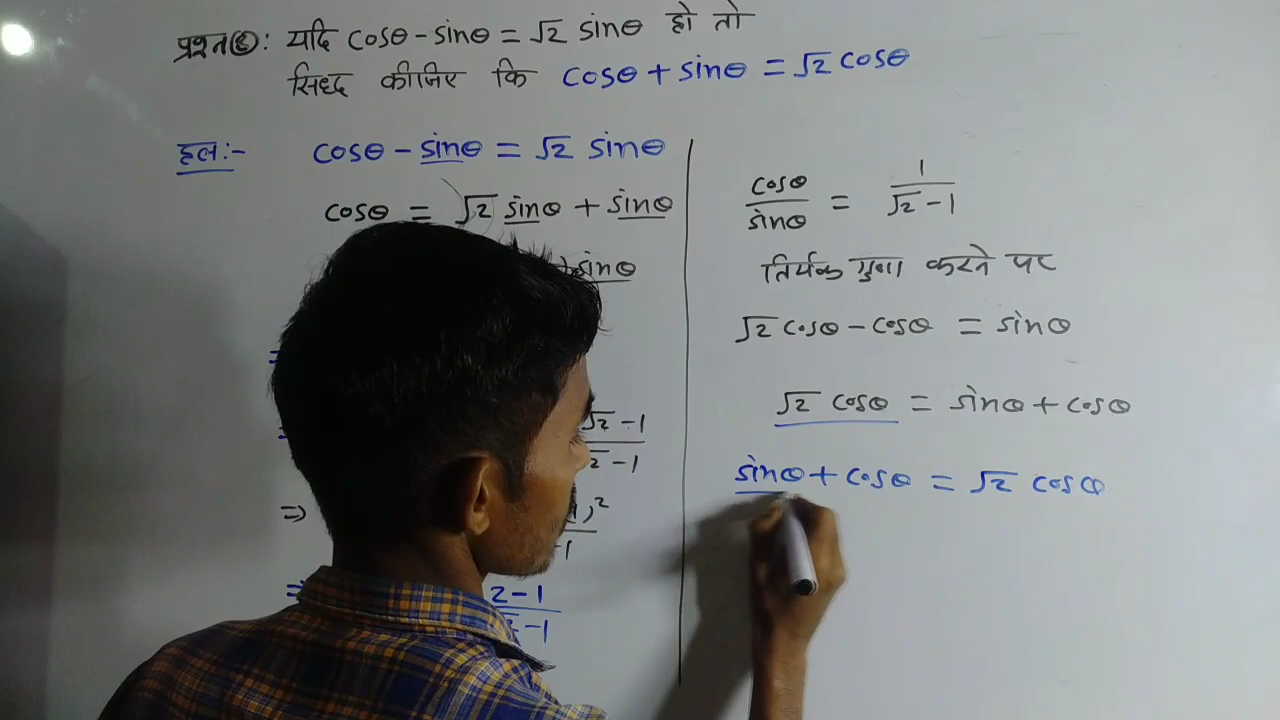 प्रश्न②: यदि cosθ - sinθ = √2 sinθ हो तो
सिध्द कीजिए कि cosθ + sinθ = √2 cosθ
हल:- cosθ - sinθ = √2 sinθ
cosθ = √2 sinθ + sinθ
sinθ
⇒
√2 - 1
√2 - 1
⇒ 1)²
-1
⇒ 2 - 1
√2 - 1
cosθ / sinθ = 1 / √2 - 1
तिर्यक गुणा करने पर
√2 cosθ - cosθ = sinθ
√2 cosθ = sinθ + cosθ
sinθ + cosθ = √2 cosθ